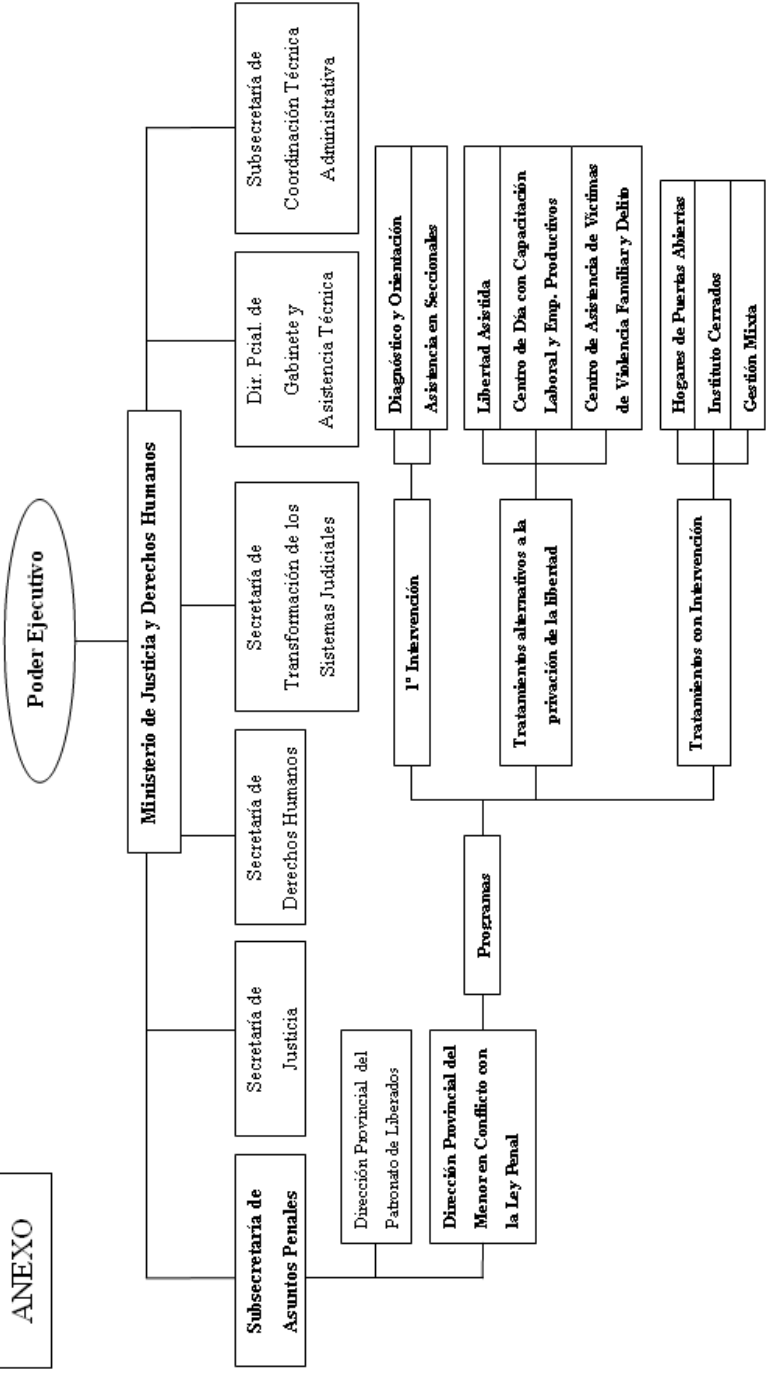 ANEXO
Poder Ejecutivo
Ministerio de Justicia y Derechos Humanos
Subsecretaría de
Asuntos Penales
Secretaría de
Justicia
Secretaría de
Derechos Humanos
Secretaría de
Transformación de los
Sistemas Judiciales
Dir. Pcial. de
Gabinete y
Asistencia Técnica
Subsecretaría de
Coordinación Técnica
Administrativa
Dirección Provincial del
Patronato de Liberados
Dirección Provincial del
Menor en Conflicto con
la Ley Penal
Programas
1º Intervención
Diagnóstico y Orientación
Asistencia en Seccionales
Tratamientos alternativos a la
privación de la libertad
Libertad Asistida
Centro de Día con Capacitación
Laboral y Emp. Productivos
Centro de Asistencia de Víctimas
de Violencia Familiar y Delito
Tratamientos con Intervención
Hogares de Puertas Abiertas
Instituto Cerrados
Gestión Mixta